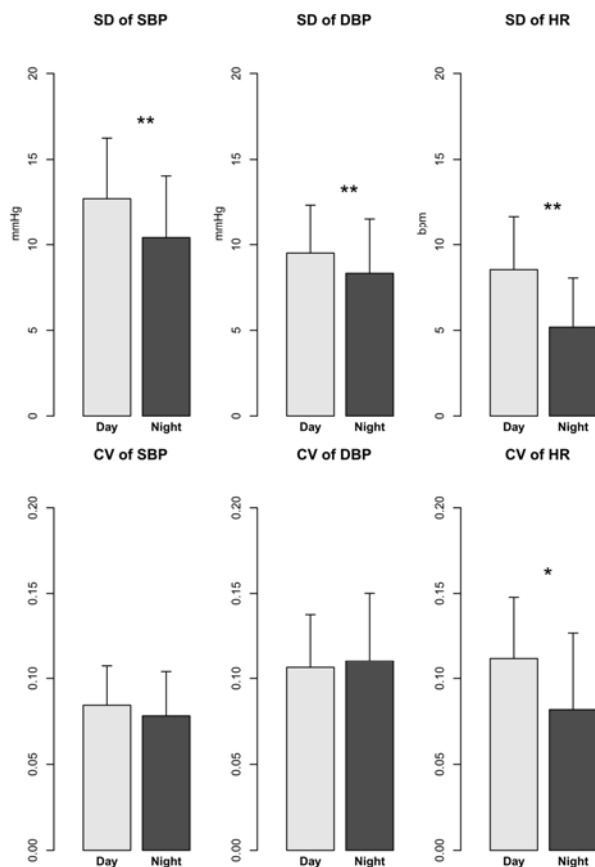 SD of SBP
mmHg
0 5 10 15 20
**
Day Night
SD of DBP
mmHg
0 5 10 15 20
**
Day Night
SD of HR
bpm
0 5 10 15 20
**
Day Night
CV of SBP
0.00 0.05 0.10 0.15 0.20
Day Night
CV of DBP
0.00 0.05 0.10 0.15 0.20
Day Night
CV of HR
0.00 0.05 0.10 0.15 0.20
*
Day Night